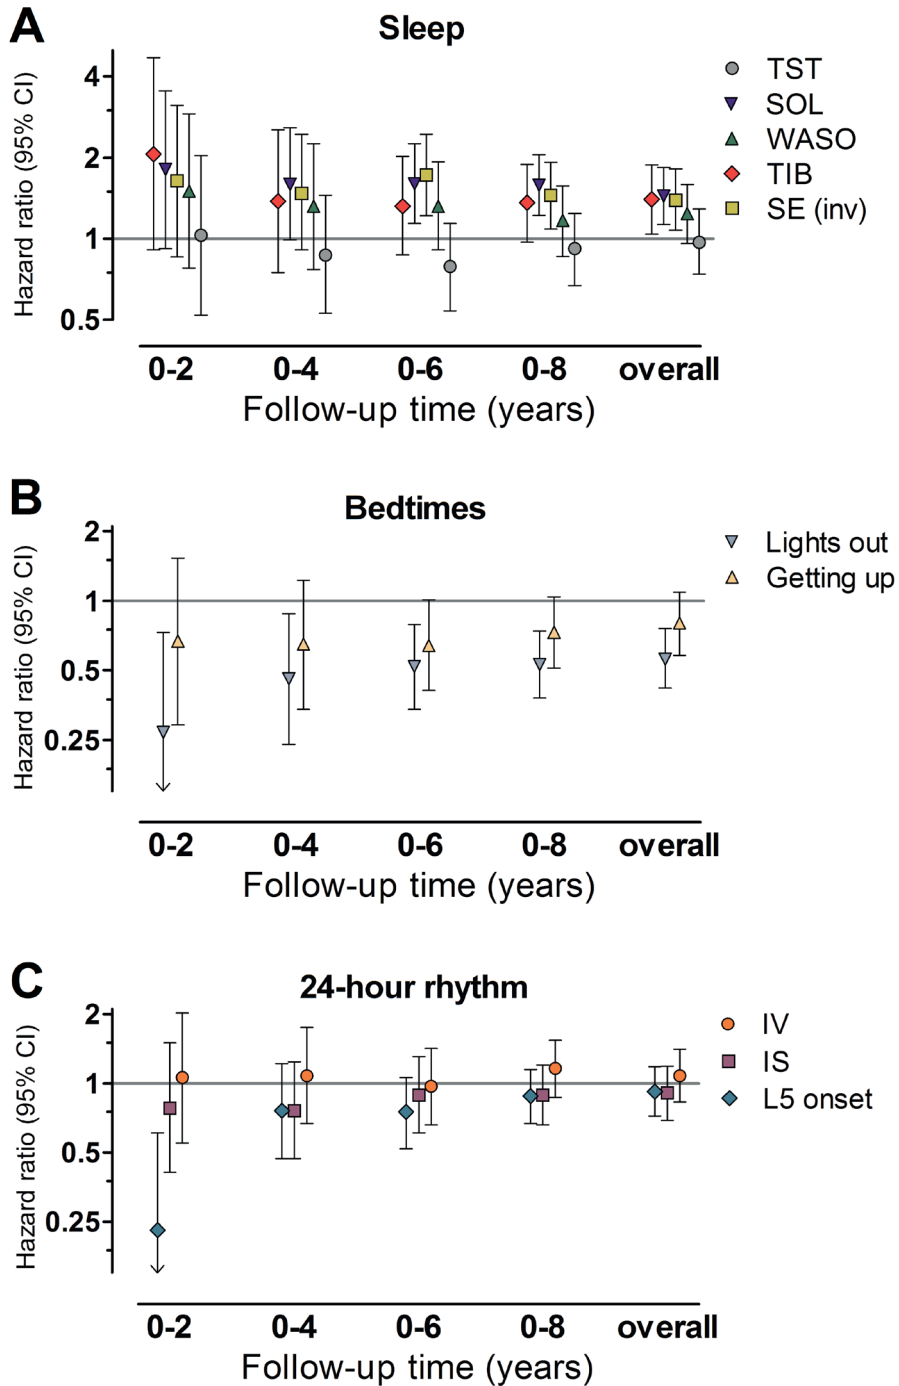 A
Sleep
Hazard ratio (95% CI)
4
2
1
0.5
TST
SOL
WASO
TIB
SE (inv)
0-2 0-4 0-6 0-8 overall
Follow-up time (years)
B
Bedtimes
Hazard ratio (95% CI)
2
1
0.5
0.25
Lights out
Getting up
0-2 0-4 0-6 0-8 overall
Follow-up time (years)
C
24-hour rhythm
Hazard ratio (95% CI)
2
1
0.5
0.25
IV
IS
L5 onset
0-2 0-4 0-6 0-8 overall
Follow-up time (years)